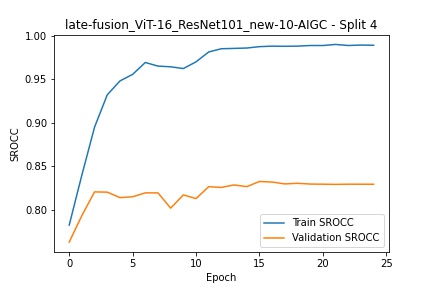 late-fusion_ViT-16_ResNet101_new-10-AIGC - Split 4
1.00
0.95
0.90
0.85
0.80
SROCC
0
5
10
15
20
25
Epoch
Train SROCC
Validation SROCC